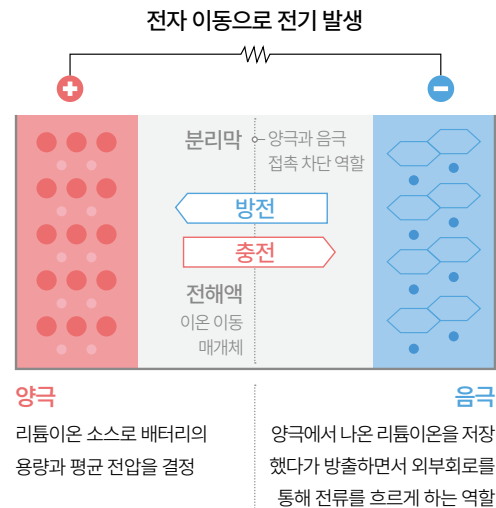 전자 이동으로 전기 발생
+
−
분리막
양극과 음극
접촉 차단 역할
방전
충전
전해액
이온 이동
매개체
양극
리튬이온 소스로 배터리의
용량과 평균 전압을 결정
음극
양극에서 나온 리튬이온을 저장
했다가 방출하면서 외부회로를
통해 전류를 흐르게 하는 역할